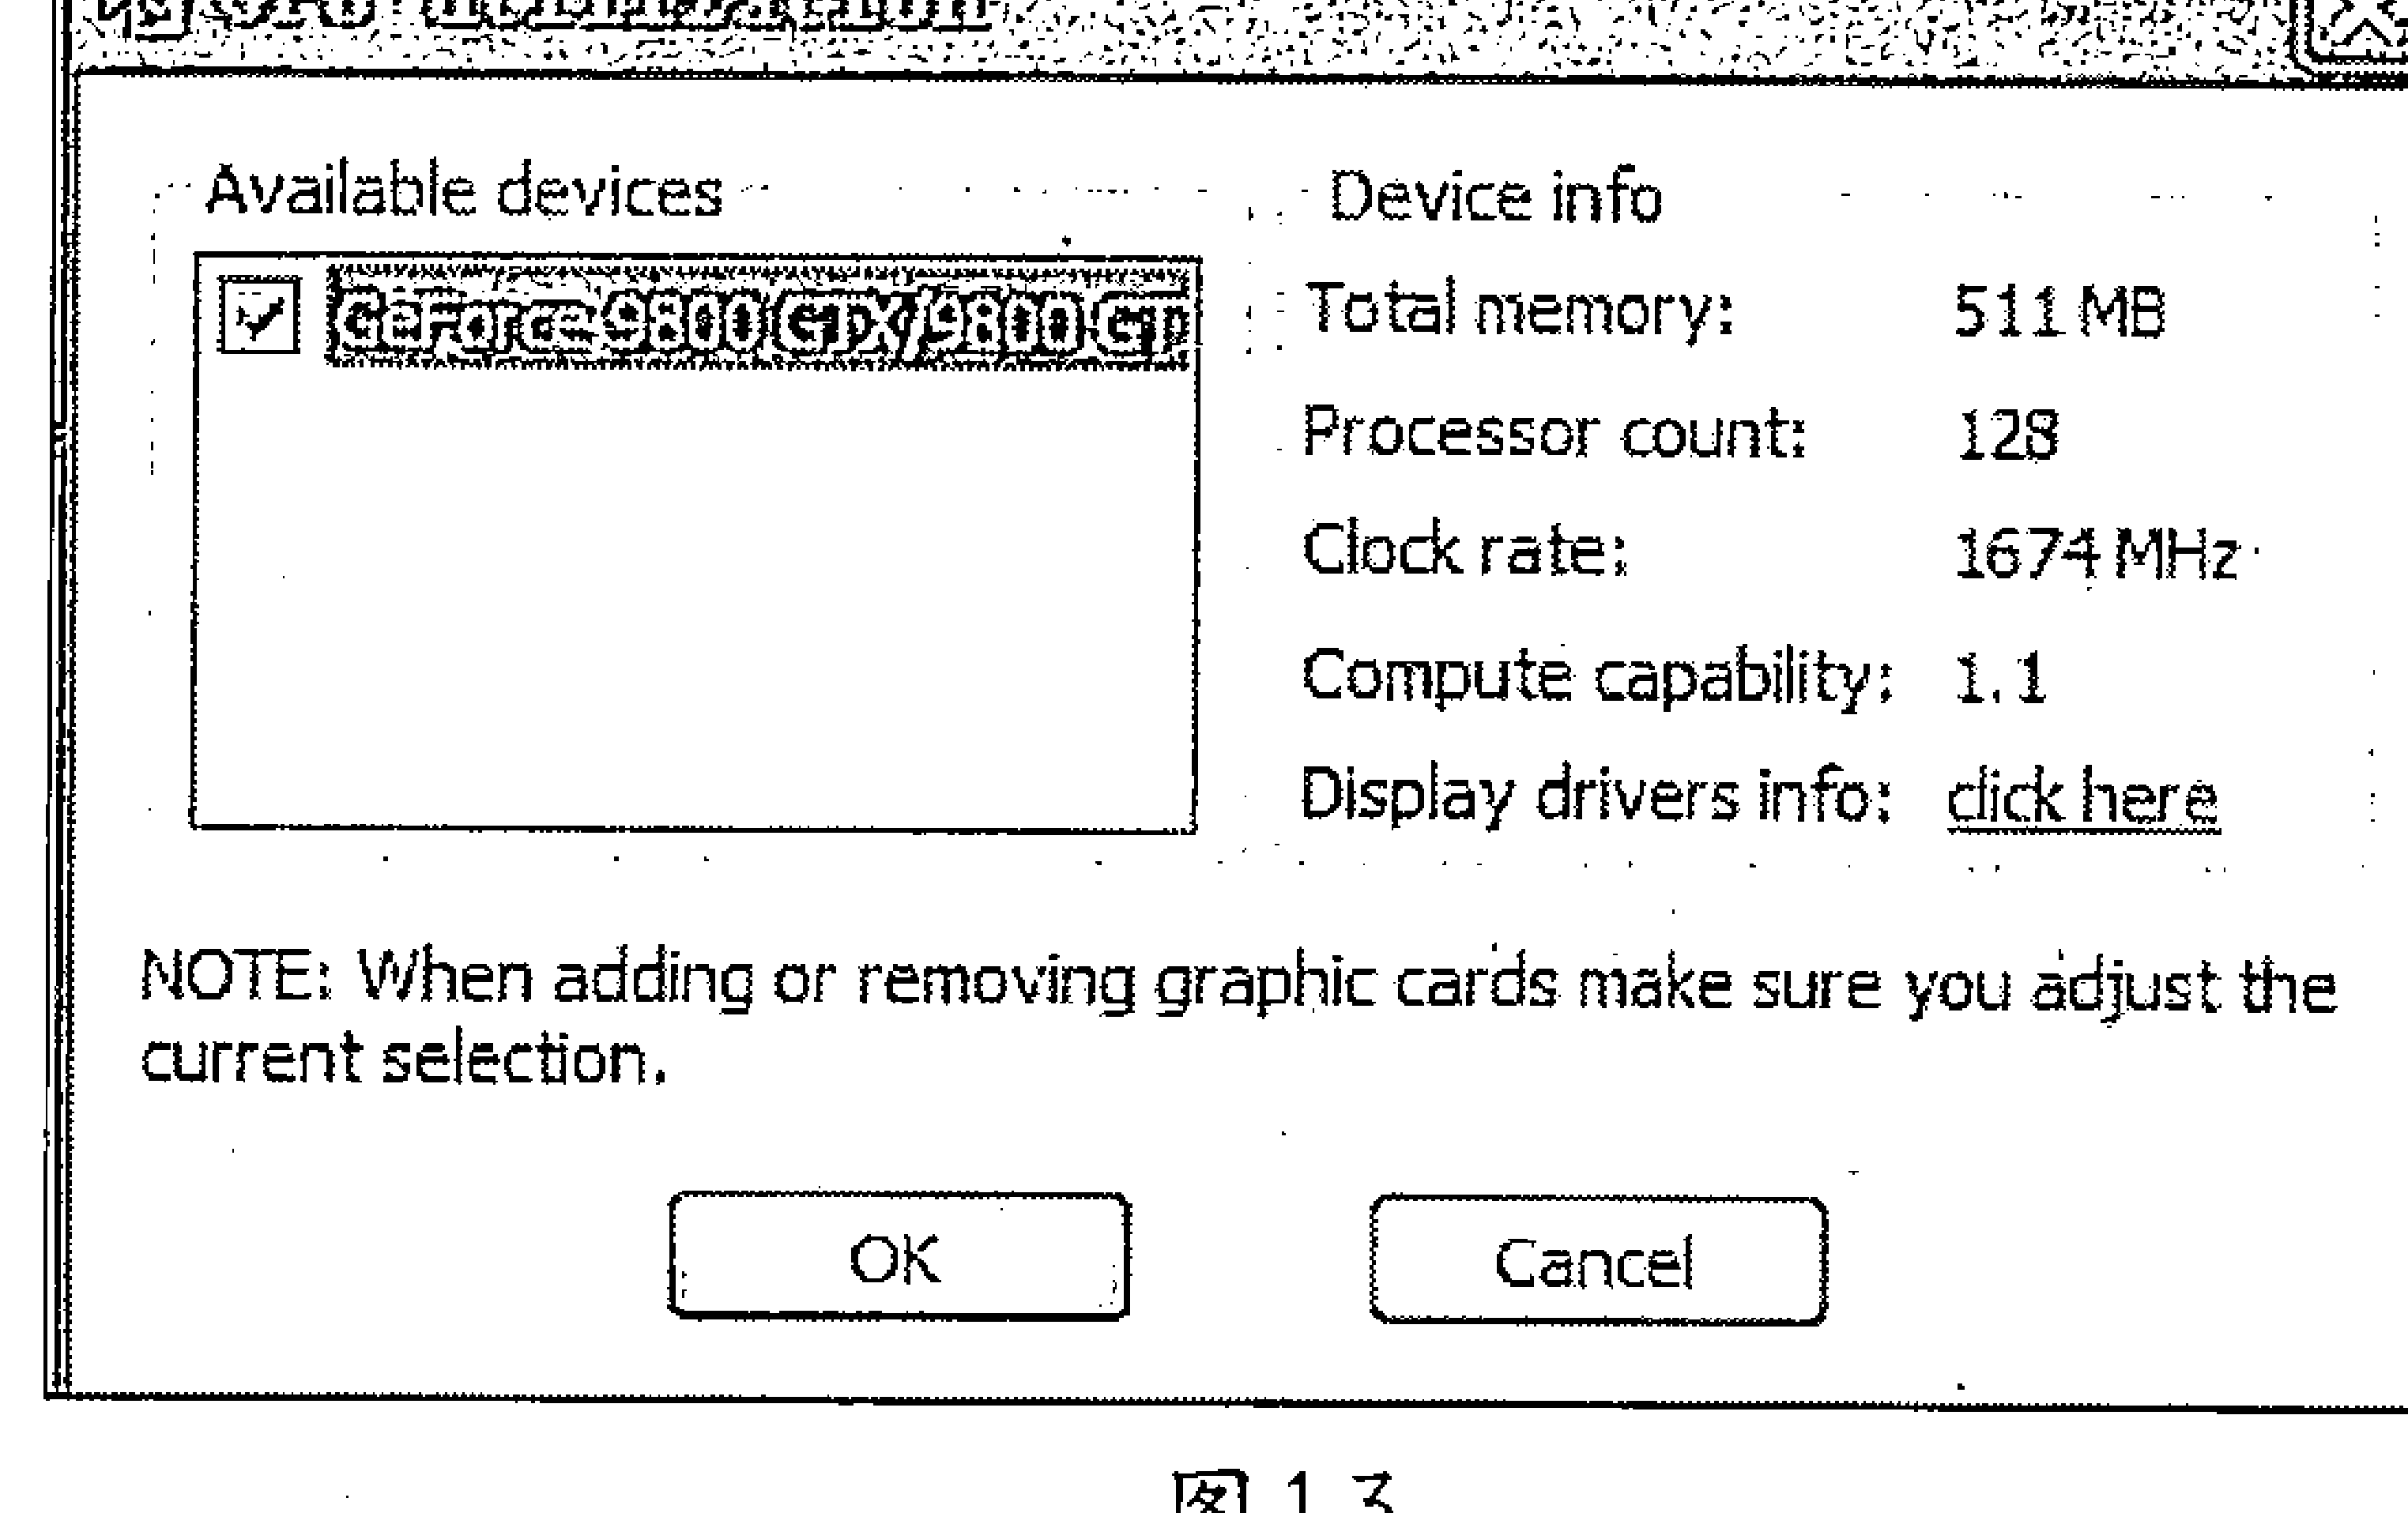 Available devices
GeForce 9800 GTX/9800 GT
Device info
Total memory: 511 MB
Processor count: 128
Clock rate: 1674 MHz
Compute capability: 1.1
Display drivers info: click here
NOTE: When adding or removing graphic cards make sure you adjust the
current selection.
OK
Cancel
图 1 3